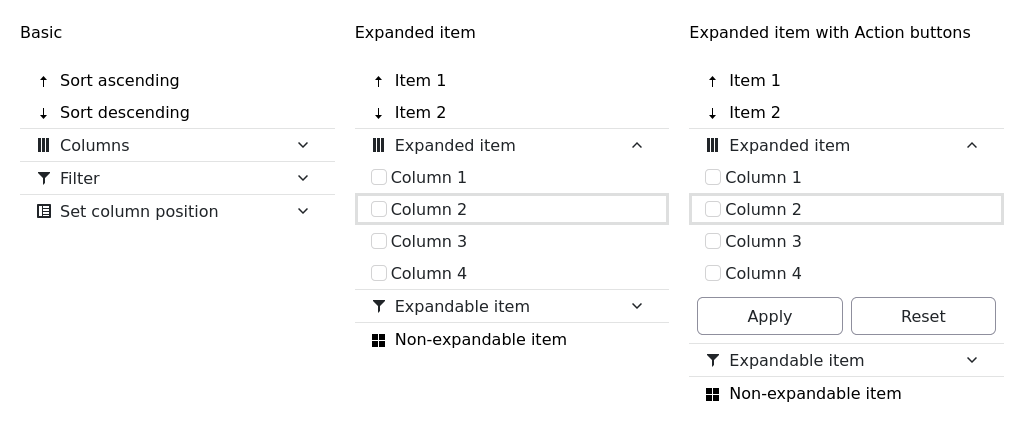 Basic
Sort ascending
Sort descending
Columns
Filter
Set column position
Expanded item
Item 1
Item 2
Expanded item
Column 1
Column 2
Column 3
Column 4
Expandable item
Non-expandable item
Expanded item with Action buttons
Item 1
Item 2
Expanded item
Column 1
Column 2
Column 3
Column 4
Apply Reset
Expandable item
Non-expandable item